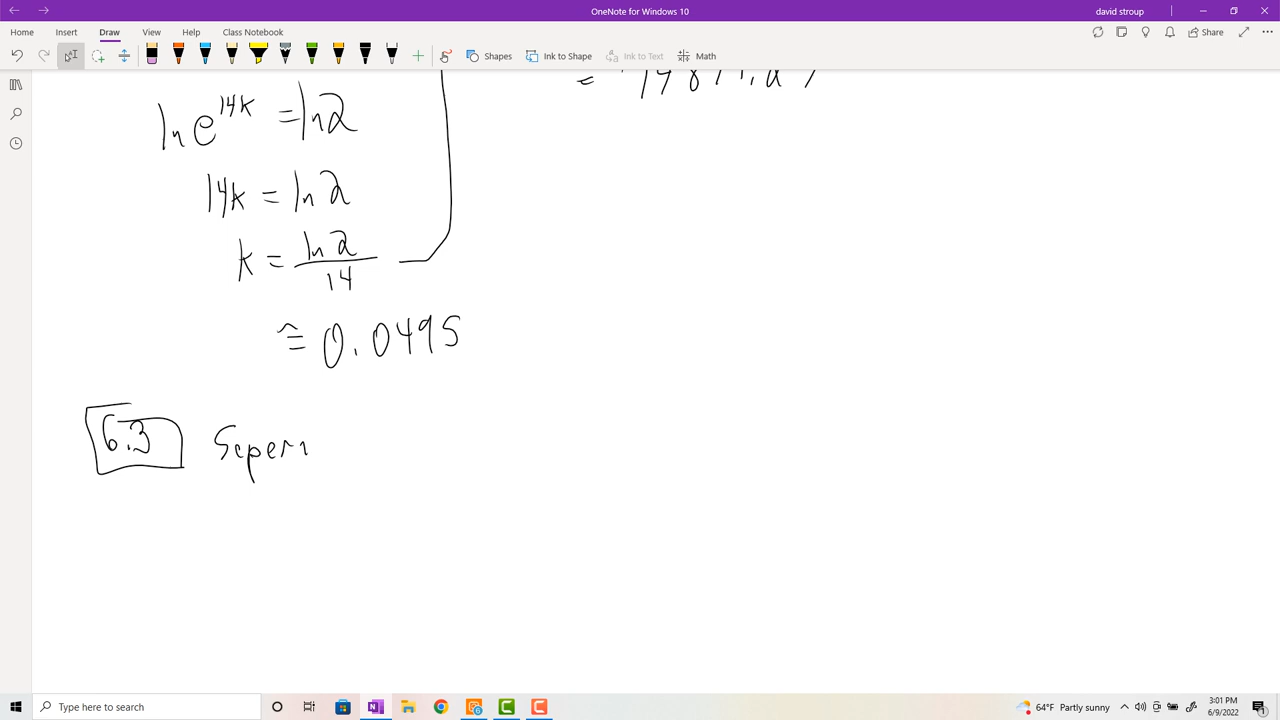 OneNote for Windows 10
david stroup
Home Insert Draw View Help Class Notebook
Share
Shapes Ink to Shape Ink to Text Math
ln e^14k = ln 2
14k = ln 2
k = ln 2 / 14
≅ 0.0495
6.3
Type here to search
64°F Partly sunny
3:01 PM
6/9/2022